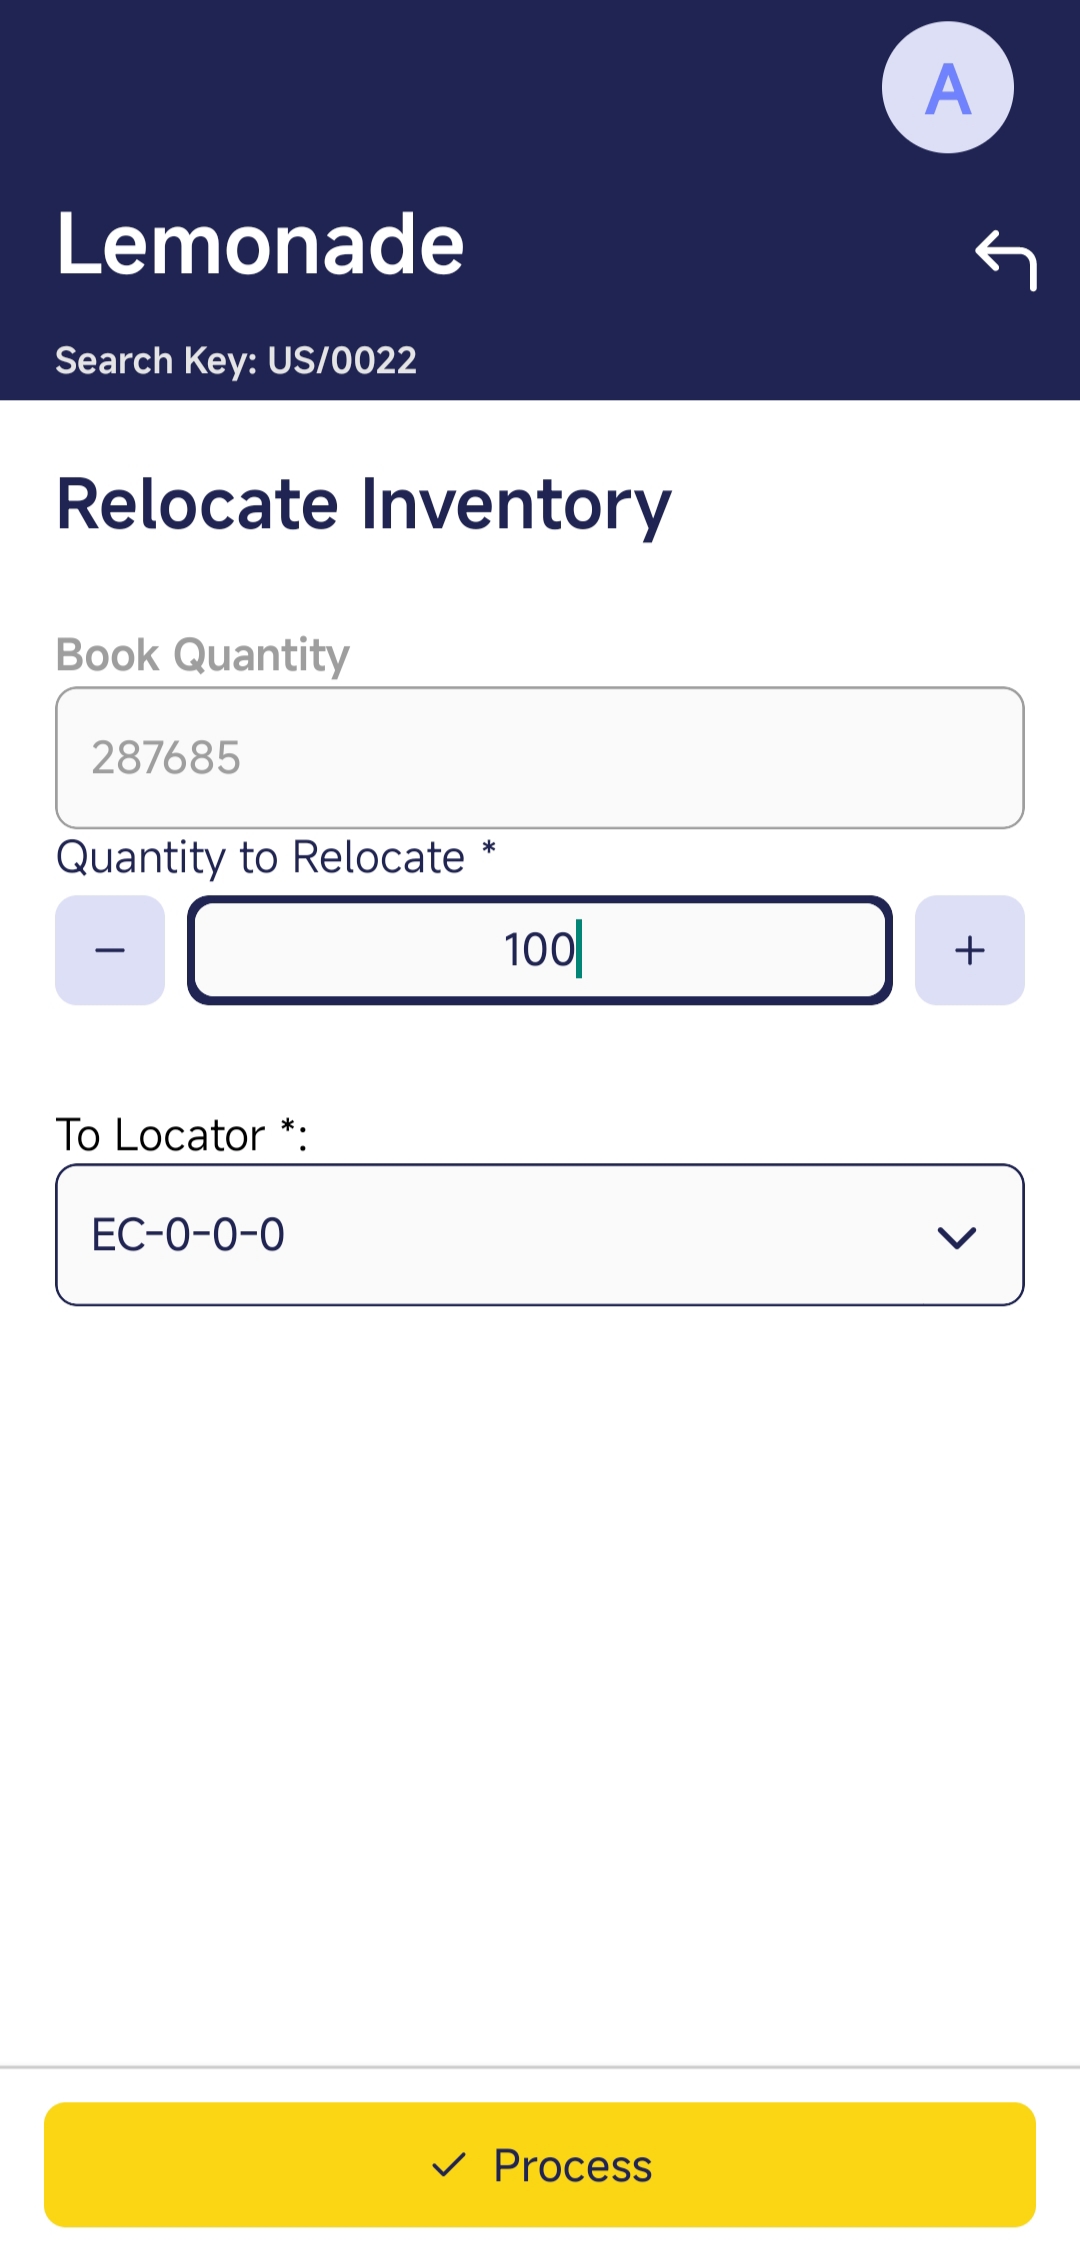 A
Lemonade
Search Key: US/0022
Relocate Inventory
Book Quantity
287685
Quantity to Relocate *
100
To Locator *:
EC-0-0-0
Process